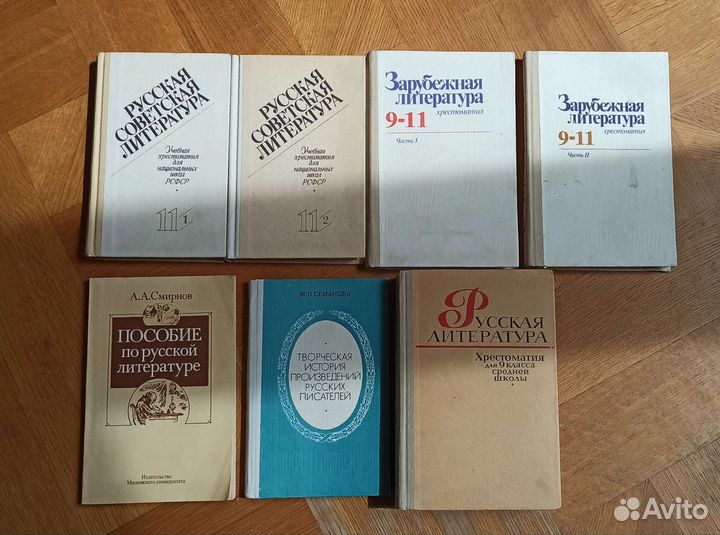 РУССКАЯ
СОВЕТСКАЯ
ЛИТЕРАТУРА
Учебная
хрестоматия
для
национальных
школ
РСФСР
11/1
РУССКАЯ
СОВЕТСКАЯ
ЛИТЕРАТУРА
Учебная
хрестоматия
для
национальных
школ
РСФСР
11/2
Зарубежная
литература
9-11 хрестоматия
Часть I
Зарубежная
литература
9-11 хрестоматия
Часть II
А.А.Смирнов
ПОСОБИЕ
по русской
литературе
Издательство
Московского университета
М.Л.СЕМАНОВА
ТВОРЧЕСКАЯ
ИСТОРИЯ
ПРОИЗВЕДЕНИЙ
РУССКИХ
ПИСАТЕЛЕЙ
РУССКАЯ
ЛИТЕРАТУРА
Хрестоматия
для 9 класса
средней
школы
Avito